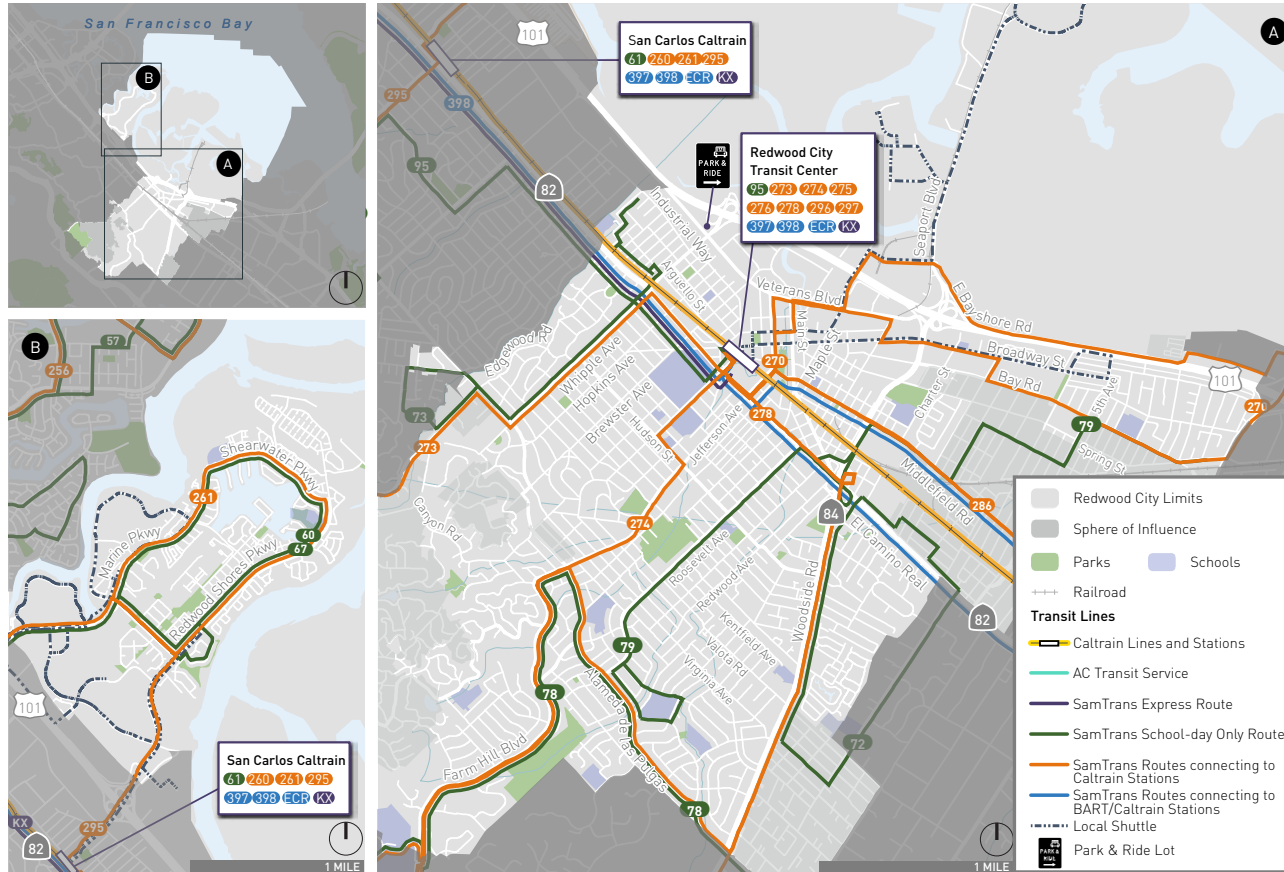 San Francisco Bay
B
A
B
57
256
Shearwater Pkwy
261
60
67
Marine Pkwy
Redwood Shores Pkwy
101
San Carlos Caltrain
61 260 261 295
397 398 ECR KX
KX
295
82
1 MILE
A
101
San Carlos Caltrain
61 260 261 295
397 398 ECR KX
295
398
95
82
PARK &
RIDE
Redwood City
Transit Center
95 273 274 275
276 278 296 297
397 398 ECR KX
Industrial Way
Arguello St
Seaport Blvd
Veterans Blvd
E Bayshore Rd
Main St
Maple St
Broadway St
Bay Rd
101
270
270
Edgewood R
Whipple Ave
Hopkins Ave
Brewster Ave
Hudson St
Jefferson Ave
278
Charter St
5th Ave
79
Spring St
73
273
Canyon Rd
274
Middlefield Rd
286
84
El Camino Real
Roosevelt Ave
Redwood Ave
Kentfield Ave
Valota Rd
Virginia Ave
Woodside Rd
82
79
78
Alameda de las Pulgas
Farm Hill Blvd
72
78
1 MILE
Redwood City Limits
Sphere of Influence
Parks
Schools
Railroad
Transit Lines
Caltrain Lines and Stations
AC Transit Service
SamTrans Express Route
SamTrans School-day Only Route
SamTrans Routes connecting to
Caltrain Stations
SamTrans Routes connecting to
BART/Caltrain Stations
Local Shuttle
PARK &
RIDE
Park & Ride Lot